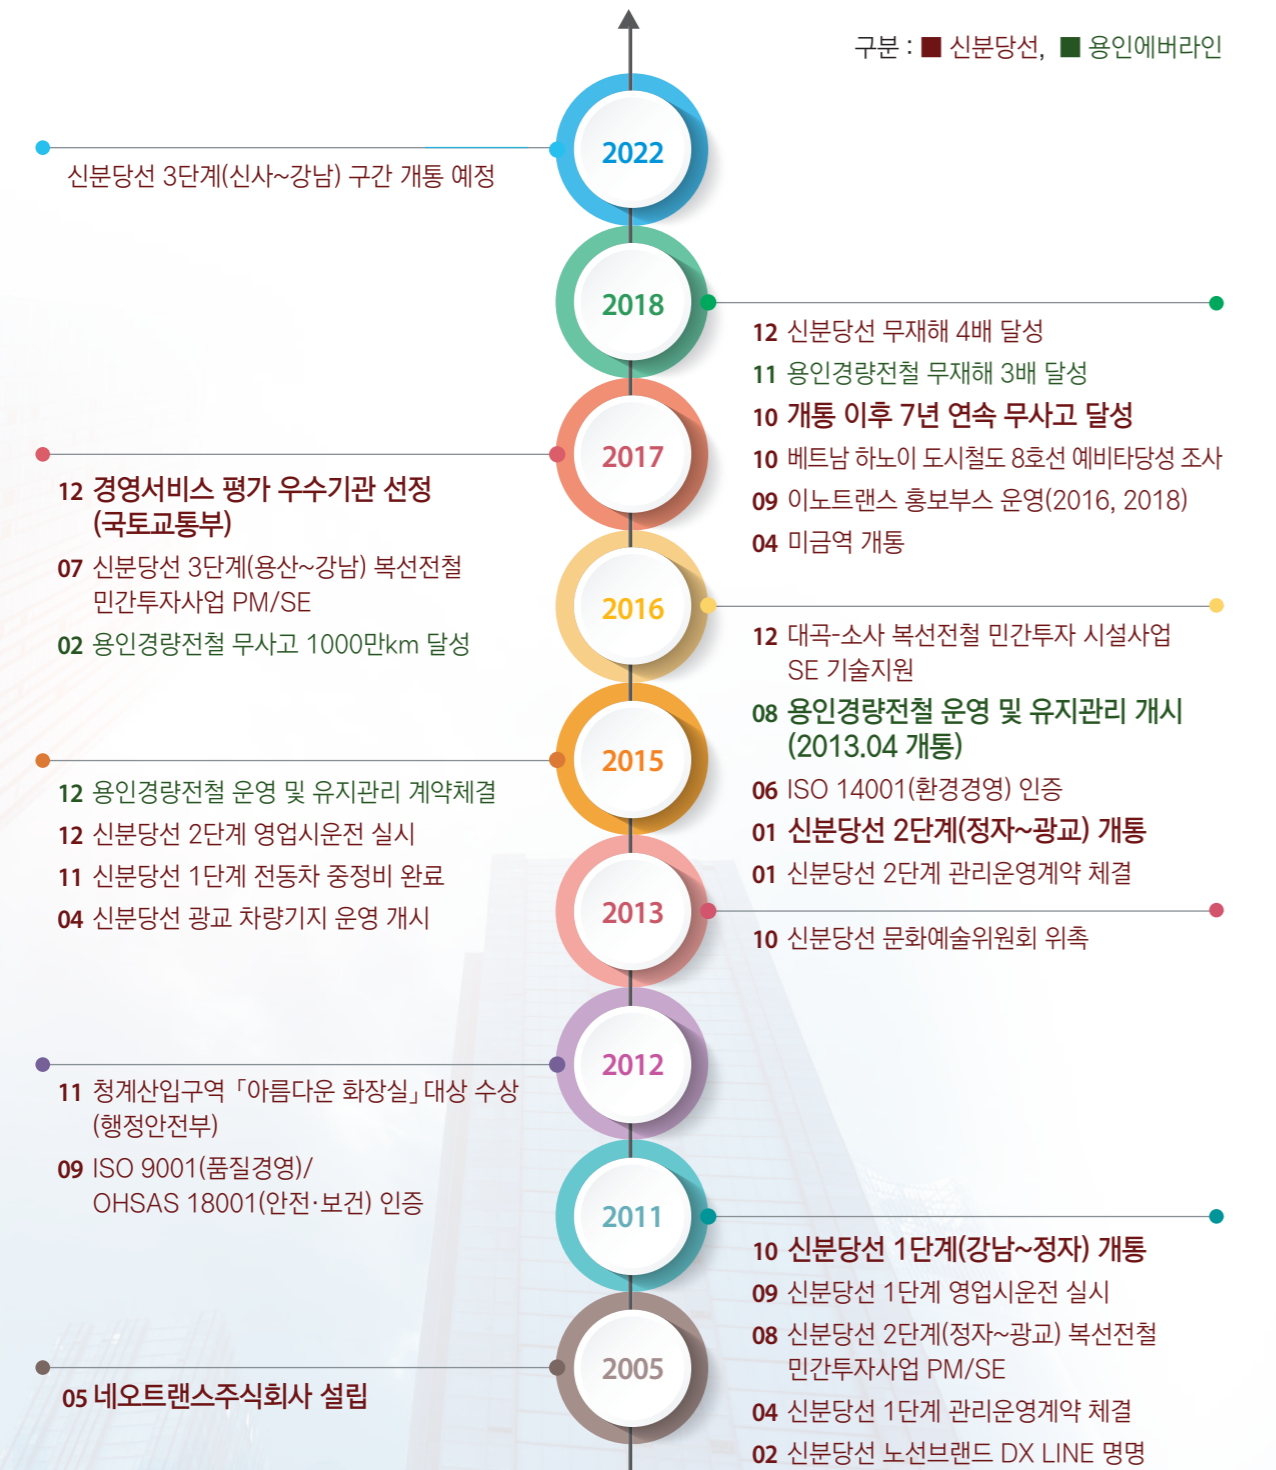 구분 : ■ 신분당선, ■ 용인에버라인
2022
신분당선 3단계(신사~강남) 구간 개통 예정
2018
12 신분당선 무재해 4배 달성
11 용인경량전철 무재해 3배 달성
10 개통 이후 7년 연속 무사고 달성
10 베트남 하노이 도시철도 8호선 예비타당성 조사
09 이노트랜스 홍보부스 운영(2016, 2018)
04 미금역 개통
2017
12 경영서비스 평가 우수기관 선정
(국토교통부)
07 신분당선 3단계(용산~강남) 복선전철
민간투자사업 PM/SE
02 용인경량전철 무사고 1000만km 달성
2016
12 대곡-소사 복선전철 민간투자 시설사업
SE 기술지원
08 용인경량전철 운영 및 유지관리 개시
(2013.04 개통)
06 ISO 14001(환경경영) 인증
01 신분당선 2단계(정자~광교) 개통
01 신분당선 2단계 관리운영계약 체결
2015
12 용인경량전철 운영 및 유지관리 계약체결
12 신분당선 2단계 영업시운전 실시
11 신분당선 1단계 전동차 중정비 완료
04 신분당선 광교 차량기지 운영 개시
2013
10 신분당선 문화예술위원회 위촉
2012
11 청계산입구역 「아름다운 화장실」 대상 수상
(행정안전부)
09 ISO 9001(품질경영)/
OHSAS 18001(안전·보건) 인증
2011
10 신분당선 1단계(강남~정자) 개통
09 신분당선 1단계 영업시운전 실시
08 신분당선 2단계(정자~광교) 복선전철
민간투자사업 PM/SE
04 신분당선 1단계 관리운영계약 체결
02 신분당선 노선브랜드 DX LINE 명명
2005
05 네오트랜스주식회사 설립